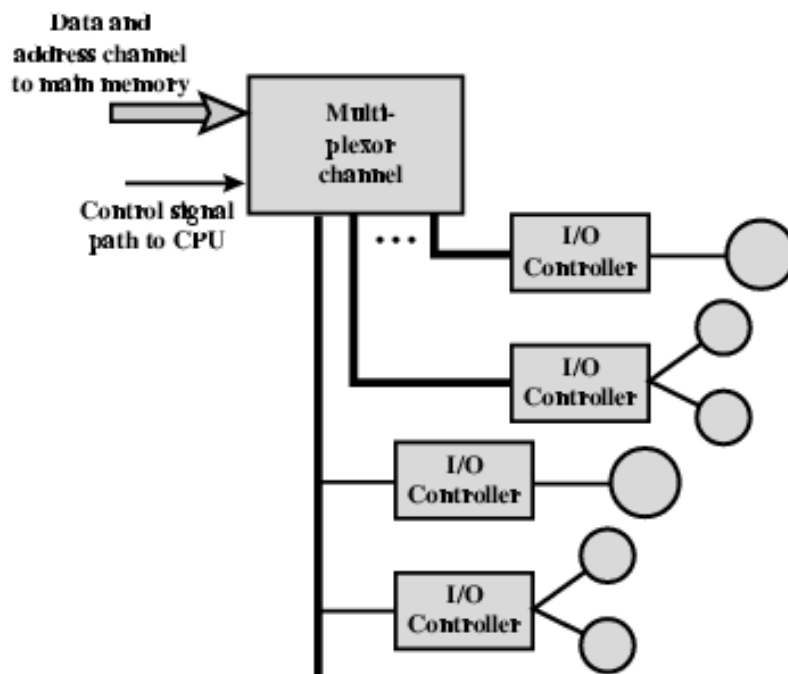 Data and
address channel
to main memory
Multi-
plexor
channel
Control signal
path to CPU
...
I/O
Controller
I/O
Controller
I/O
Controller
I/O
Controller